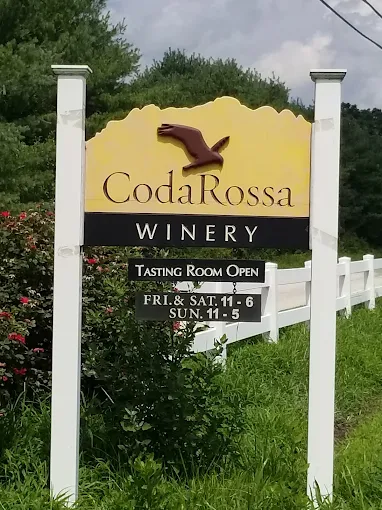 CodaRossa
WINERY
TASTING ROOM OPEN
FRI. & SAT. 11 - 6
SUN. 11 - 5